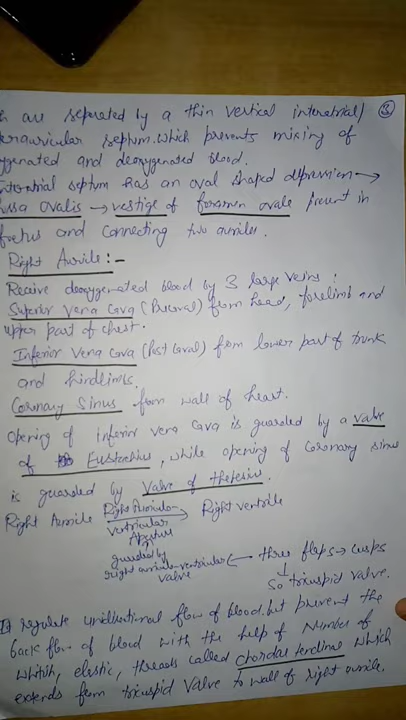 are separated by a thin vertical interatrial) ③
auricular septum. which prevents mixing of
ygenated and deoxygenated blood.
nteratrial septum has an oval shaped depression →
ssa ovalis → vestige of foramen ovale present in
foetus and connecting two auricles.
Right Auricle :-
Receive deoxygenated blood by 3 large veins :
Superior Vena Cava (Precaval) from head, forelimb and
upper part of chest.
Inferior Vena Cava (Post Caval) from lower part of trunk
and hindlimbs.
Coronary Sinus from wall of heart.
Opening of Inferior vena cava is guarded by a valve
of Eustachius, while opening of Coronary sinus
is guarded by Valve of thebesius.
Right Auricle Right Auriculo → Right ventricle
ventricular
Aperture
guarded by
right auriculo-ventricular ← three flaps → cusps
valve
↓
So tricuspid valve.
It regulate unidirectional flow of blood. but prevent the
back flow of blood with the help of Number of
whitish, elastic, threads called chordae tendinae which
extends from tricuspid valve to wall of right auricle.